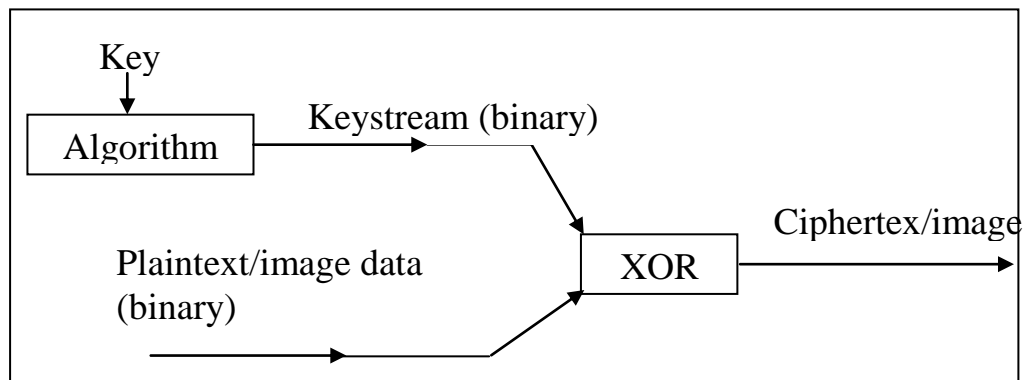 Key
Keystream (binary)
Algorithm
Ciphertex/image
Plaintext/image data
(binary)
XOR